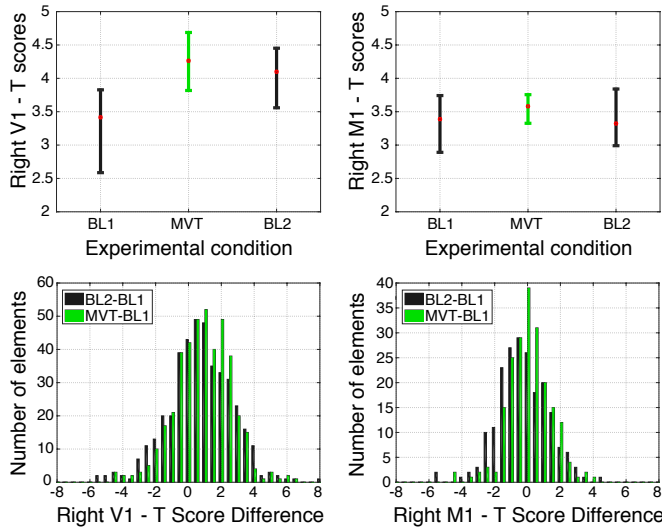 Right V1 - T scores
5
4.5
4
3.5
3
2.5
2
BL1 MVT BL2
Experimental condition
Right M1 - T scores
5
4.5
4
3.5
3
2.5
2
BL1 MVT BL2
Experimental condition
Number of elements
60
50
40
30
20
10
0
BL2-BL1
MVT-BL1
-8 -6 -4 -2 0 2 4 6 8
Right V1 - T Score Difference
Number of elements
40
35
30
25
20
15
10
5
0
BL2-BL1
MVT-BL1
-8 -6 -4 -2 0 2 4 6 8
Right M1 - T Score Difference